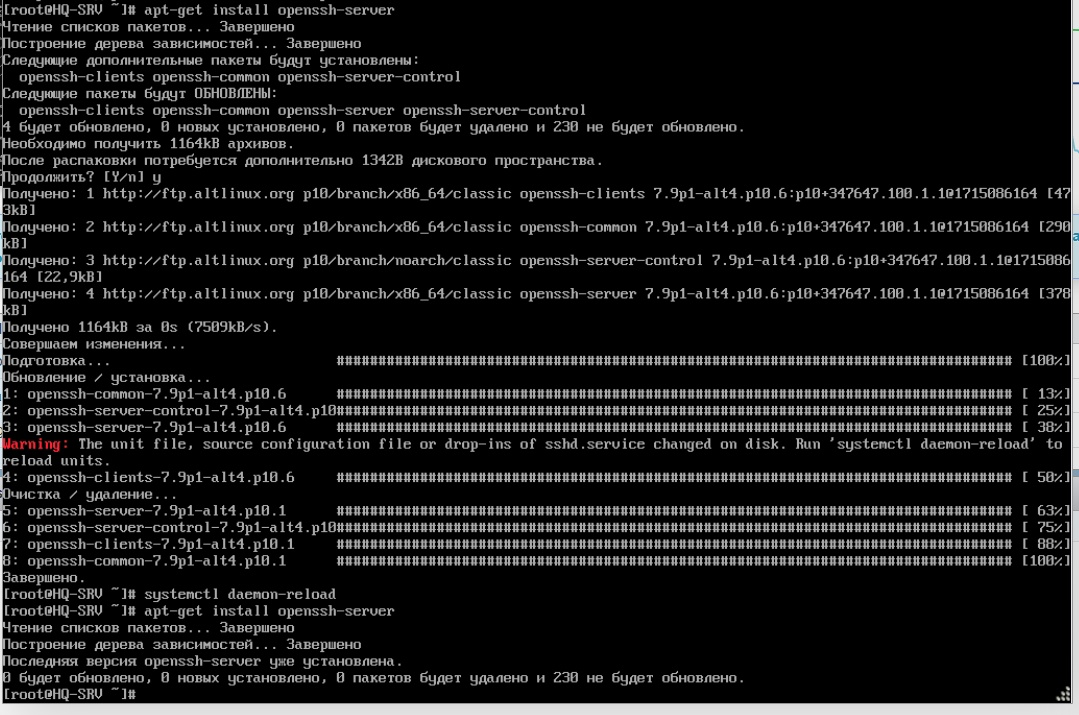 [root@HQ-SRV ~]# apt-get install openssh-server
Чтение списков пакетов... Завершено
Построение дерева зависимостей... Завершено
Следующие дополнительные пакеты будут установлены:
openssh-clients openssh-common openssh-server-control
Следующие пакеты будут ОБНОВЛЕНЫ:
openssh-clients openssh-common openssh-server openssh-server-control
4 будет обновлено, 0 новых установлено, 0 пакетов будет удалено и 230 не будет обновлено.
Необходимо получить 1164kB архивов.
После распаковки потребуется дополнительно 1342B дискового пространства.
Продолжить? [Y/n] y
Получено: 1 http://ftp.altlinux.org p10/branch/x86_64/classic openssh-clients 7.9p1-alt4.p10.6:p10+347647.100.1.1@1715086164 [47
3kB]
Получено: 2 http://ftp.altlinux.org p10/branch/x86_64/classic openssh-common 7.9p1-alt4.p10.6:p10+347647.100.1.1@1715086164 [290
kB]
Получено: 3 http://ftp.altlinux.org p10/branch/noarch/classic openssh-server-control 7.9p1-alt4.p10.6:p10+347647.100.1.1@1715086
164 [22,9kB]
Получено: 4 http://ftp.altlinux.org p10/branch/x86_64/classic openssh-server 7.9p1-alt4.p10.6:p10+347647.100.1.1@1715086164 [378
kB]
Получено 1164kB за 0s (7509kB/s).
Совершаем изменения...
Подготовка... ################################################################################# [100%]
Обновление / установка...
1: openssh-common-7.9p1-alt4.p10.6 ################################################################################# [ 13%]
2: openssh-server-control-7.9p1-alt4.p10################################################################################# [ 25%]
3: openssh-server-7.9p1-alt4.p10.6 ################################################################################# [ 38%]
Warning: The unit file, source configuration file or drop-ins of sshd.service changed on disk. Run 'systemctl daemon-reload' to
reload units.
4: openssh-clients-7.9p1-alt4.p10.6 ################################################################################# [ 50%]
Очистка / удаление...
5: openssh-server-7.9p1-alt4.p10.1 ################################################################################# [ 63%]
6: openssh-server-control-7.9p1-alt4.p10################################################################################# [ 75%]
7: openssh-clients-7.9p1-alt4.p10.1 ################################################################################# [ 88%]
8: openssh-common-7.9p1-alt4.p10.1 ################################################################################# [100%]
Завершено.
[root@HQ-SRV ~]# systemctl daemon-reload
[root@HQ-SRV ~]# apt-get install openssh-server
Чтение списков пакетов... Завершено
Построение дерева зависимостей... Завершено
Последняя версия openssh-server уже установлена.
0 будет обновлено, 0 новых установлено, 0 пакетов будет удалено и 230 не будет обновлено.
[root@HQ-SRV ~]#